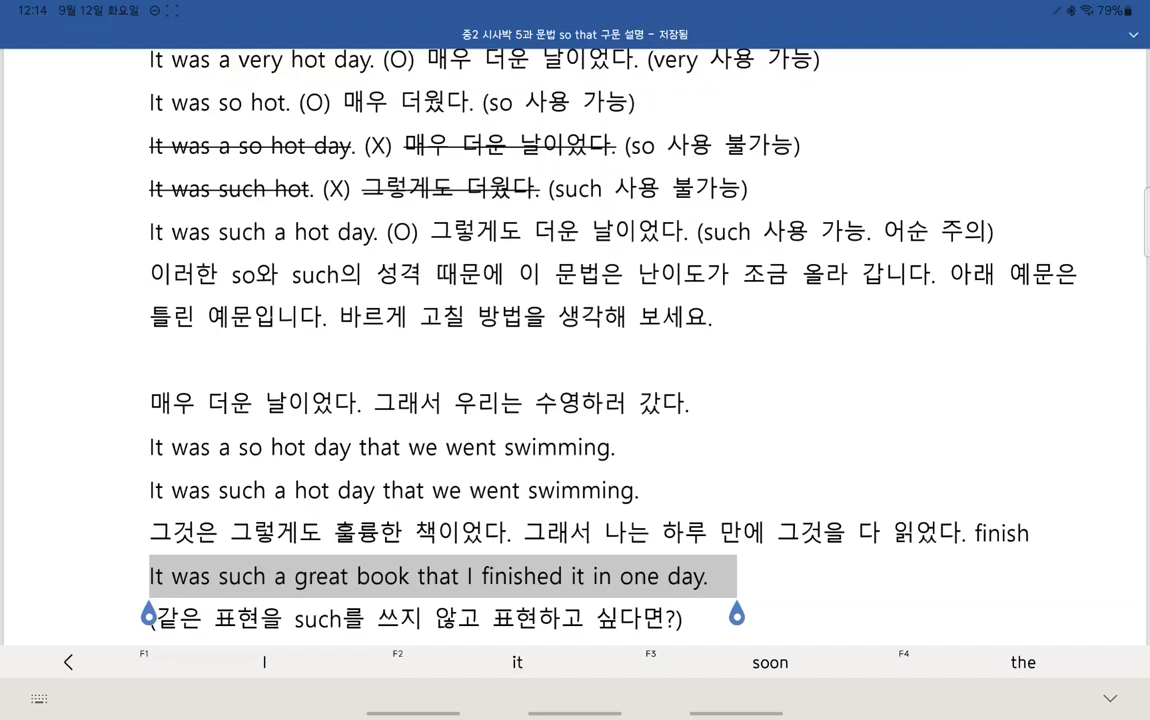 12:14 9월 12일 화요일
79%
중2 시사박 5과 문법 so that 구문 설명 – 저장됨
It was a very hot day. (O) 매우 더운 날이었다. (very 사용 가능)
It was so hot. (O) 매우 더웠다. (so 사용 가능)
It was a so hot day. (X) 매우 더운 날이었다. (so 사용 불가능)
It was such hot. (X) 그렇게도 더웠다. (such 사용 불가능)
It was such a hot day. (O) 그렇게도 더운 날이었다. (such 사용 가능. 어순 주의)
이러한 so와 such의 성격 때문에 이 문법은 난이도가 조금 올라 갑니다. 아래 예문은
틀린 예문입니다. 바르게 고칠 방법을 생각해 보세요.
매우 더운 날이었다. 그래서 우리는 수영하러 갔다.
It was a so hot day that we went swimming.
It was such a hot day that we went swimming.
그것은 그렇게도 훌륭한 책이었다. 그래서 나는 하루 만에 그것을 다 읽었다. finish
It was such a great book that I finished it in one day.
(같은 표현을 such를 쓰지 않고 표현하고 싶다면?)
F1 I F2 it F3 soon F4 the